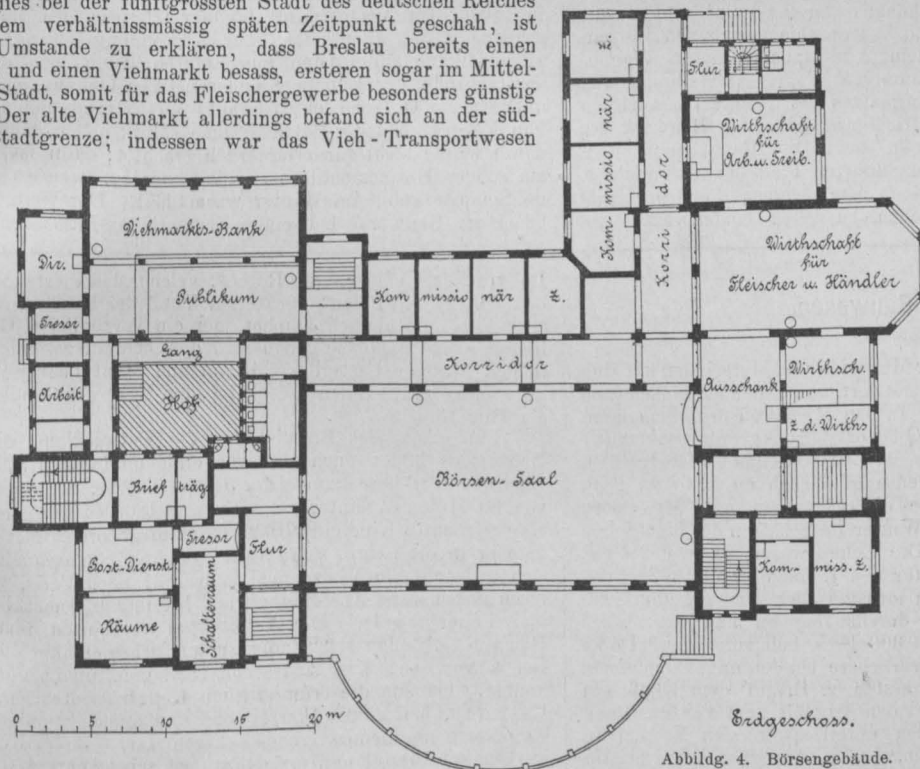 nies bei der fünftgrössten Stadt des deutschen Reiches
em verhältnissmässig späten Zeitpunkt geschah, ist
Umstande zu erklären, dass Breslau bereits einen
und einen Viehmarkt besass, ersteren sogar im Mittel-
Stadt, somit für das Fleischergewerbe besonders günstig
Der alte Viehmarkt allerdings befand sich an der süd-
stadtgrenze; indessen war das Vieh-Transportwesen
Flur
Wirthschaft
für
Arb. u. Treib.
Kom-
missio
när
z.
Korri
dor
Viehmarkts-Bank
Dir.
Publikum
Tresor
Kom
missio
när
z.
Wirthschaft
für
Fleischer u. Händler
Gang
Korridor
Arbeit.
Hof
Ausschank
Wirthsch.
z. d. Wirths
Brief
träg.
Börsen-Saal
Post-Dienst
Tresor
Flur
Räume
Schalterraum
Kom-
miss. z.
0 5 10 15 20 m
Erdgeschoss.
Abbildg. 4. Börsengebäude.